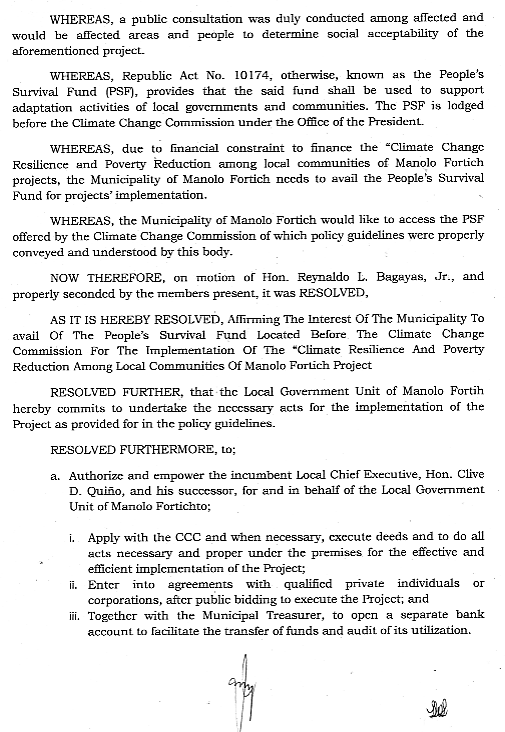 WHEREAS, a public consultation was duly conducted among affected and
would be affected areas and people to determine social acceptability of the
aforementioned project.
WHEREAS, Republic Act No. 10174, otherwise, known as the People's
Survival Fund (PSF), provides that the said fund shall be used to support
adaptation activities of local governments and communities. The PSF is lodged
before the Climate Change Commission under the Office of the President.
WHEREAS, due to financial constraint to finance the "Climate Change
Resilience and Poverty Reduction among local communities of Manolo Fortich
projects, the Municipality of Manolo Fortich needs to avail the People's Survival
Fund for projects' implementation.
WHEREAS, the Municipality of Manolo Fortich would like to access the PSF
offered by the Climate Change Commission of which policy guidelines were properly
conveyed and understood by this body.
NOW THEREFORE, on motion of Hon. Reynaldo L. Bagayas, Jr., and
properly seconded by the members present, it was RESOLVED,
AS IT IS HEREBY RESOLVED, Affirming The Interest Of The Municipality To
avail Of The People's Survival Fund Located Before The Climate Change
Commission For The Implementation Of The "Climate Resilience And Poverty
Reduction Among Local Communities Of Manolo Fortich Project
RESOLVED FURTHER, that the Local Government Unit of Manolo Fortih
hereby commits to undertake the necessary acts for the implementation of the
Project as provided for in the policy guidelines.
RESOLVED FURTHERMORE, to;
a. Authorize and empower the incumbent Local Chief Executive, Hon. Clive
D. Quiño, and his successor, for and in behalf of the Local Government
Unit of Manolo Fortichto;
i. Apply with the CCC and when necessary, execute deeds and to do all
acts necessary and proper under the premises for the effective and
efficient implementation of the Project;
ii. Enter into agreements with qualified private individuals or
corporations, after public bidding to execute the Project; and
iii. Together with the Municipal Treasurer, to open a separate bank
account to facilitate the transfer of funds and audit of its utilization.